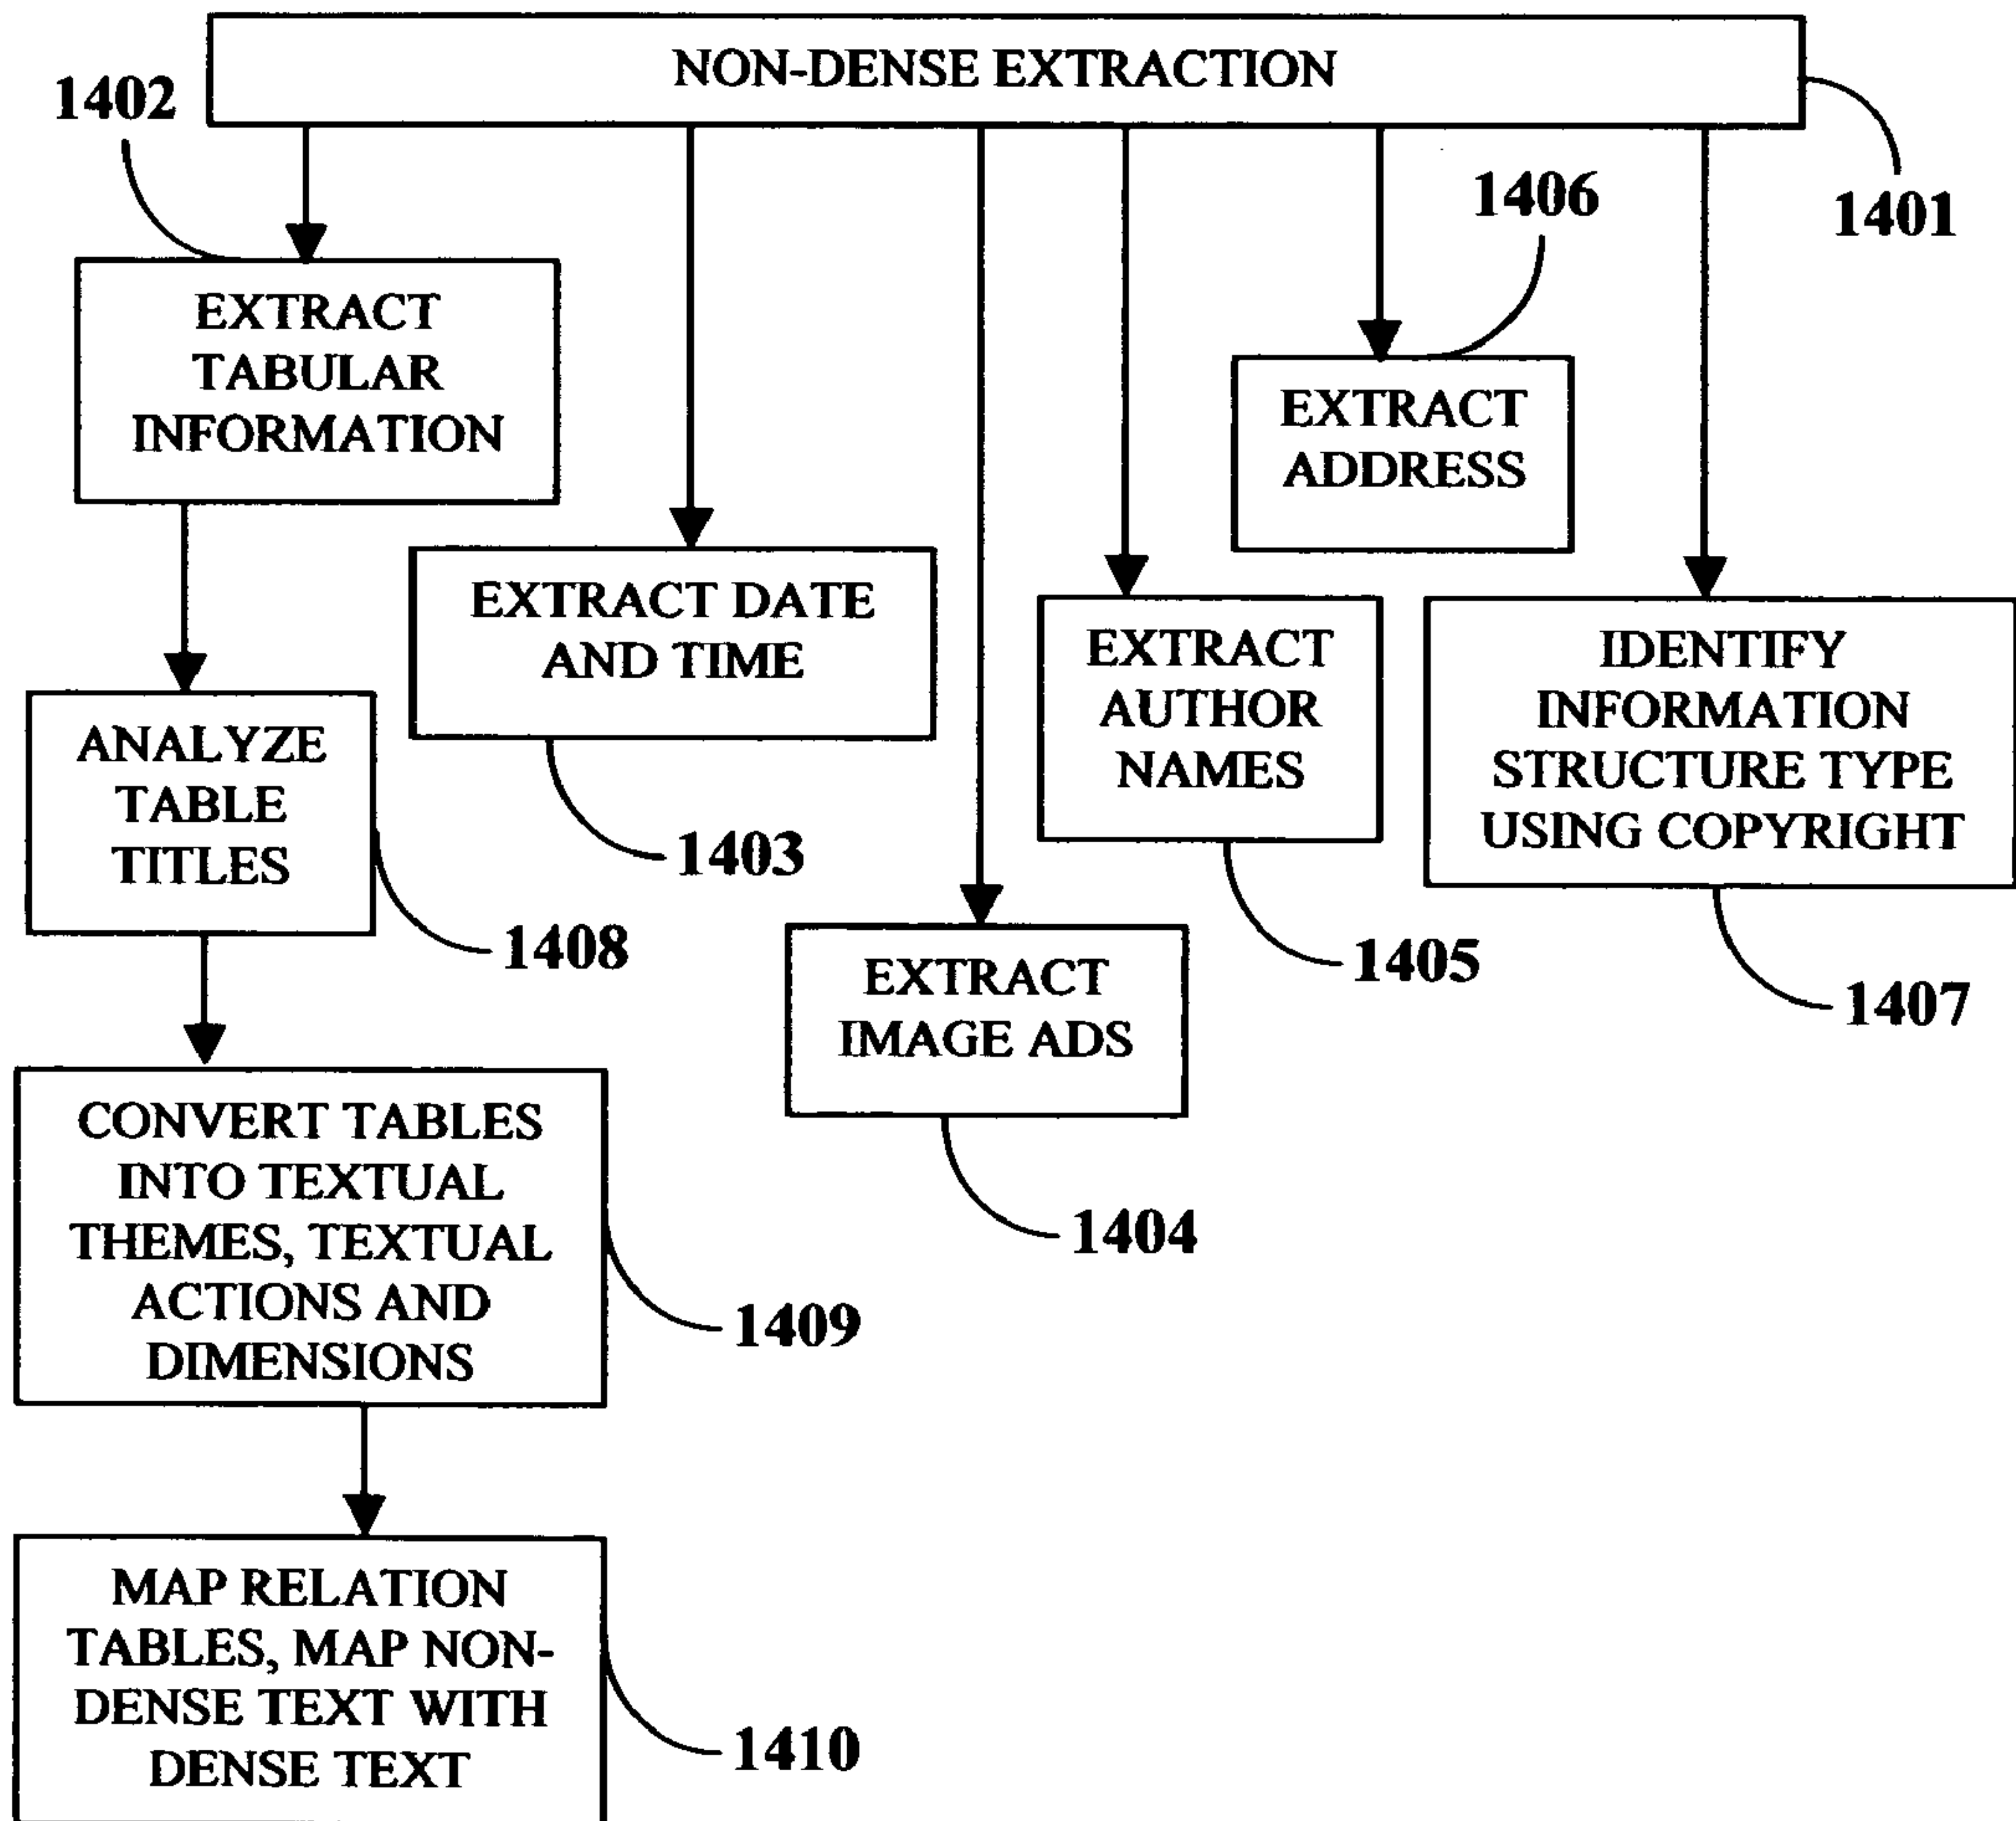 NON-DENSE EXTRACTION
1402
1401
1406
EXTRACT
TABULAR
INFORMATION
EXTRACT
ADDRESS
EXTRACT DATE
AND TIME
1403
EXTRACT
AUTHOR
NAMES
1405
IDENTIFY
INFORMATION
STRUCTURE TYPE
USING COPYRIGHT
1407
ANALYZE
TABLE
TITLES
1408
EXTRACT
IMAGE ADS
1404
CONVERT TABLES
INTO TEXTUAL
THEMES, TEXTUAL
ACTIONS AND
DIMENSIONS
1409
MAP RELATION
TABLES, MAP NON-
DENSE TEXT WITH
DENSE TEXT
1410